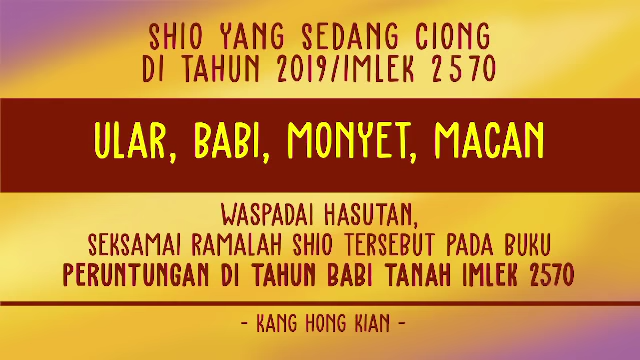 SHIO YANG SEDANG CIONG
DI TAHUN 2019/IMLEK 2570
ULAR, BABI, MONYET, MACAN
WASPADAI HASUTAN,
SEKSAMAI RAMALAH SHIO TERSEBUT PADA BUKU
PERUNTUNGAN DI TAHUN BABI TANAH IMLEK 2570
- KANG HONG KIAN -